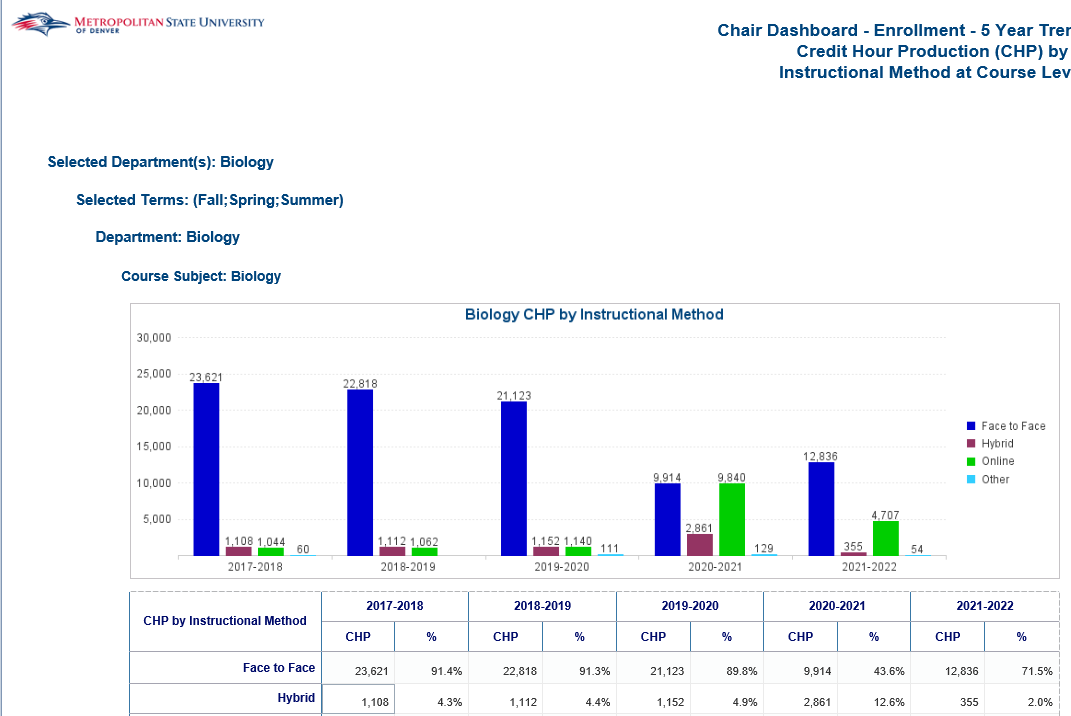 METROPOLITAN STATE UNIVERSITY
OF DENVER
Chair Dashboard - Enrollment - 5 Year Tren
Credit Hour Production (CHP) by
Instructional Method at Course Lev
Selected Department(s): Biology
Selected Terms: (Fall;Spring;Summer)
Department: Biology
Course Subject: Biology
Biology CHP by Instructional Method
30,000
25,000
20,000
15,000
10,000
5,000
23,621
1,108 1,044 60
22,818
1,112 1,062
21,123
1,152 1,140 111
9,914
2,861
9,840
129
12,836
355
4,707
54
2017-2018 2018-2019 2019-2020 2020-2021 2021-2022
Face to Face
Hybrid
Online
Other
CHP by Instructional Method 2017-2018 2018-2019 2019-2020 2020-2021 2021-2022
CHP % CHP % CHP % CHP % CHP %
Face to Face 23,621 91.4% 22,818 91.3% 21,123 89.8% 9,914 43.6% 12,836 71.5%
Hybrid 1,108 4.3% 1,112 4.4% 1,152 4.9% 2,861 12.6% 355 2.0%